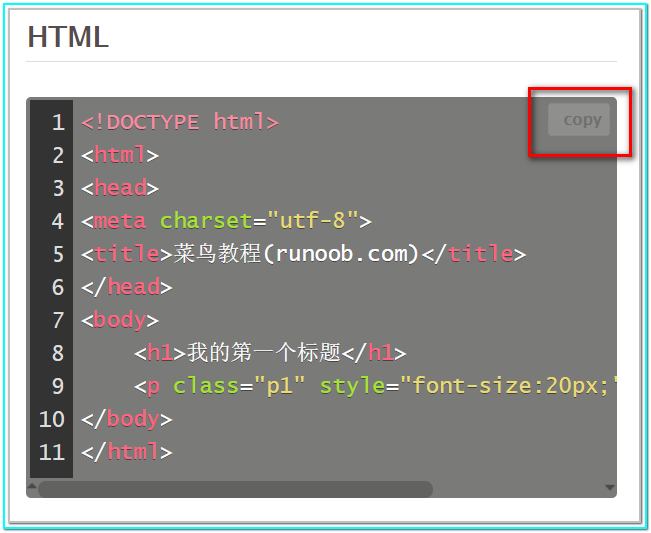 HTML
copy
1 <!DOCTYPE html>
2 <html>
3 <head>
4 <meta charset="utf-8">
5 <title>菜鸟教程(runoob.com)</title>
6 </head>
7 <body>
8     <h1>我的第一个标题</h1>
9     <p class="p1" style="font-size:20px;"
10 </body>
11 </html>